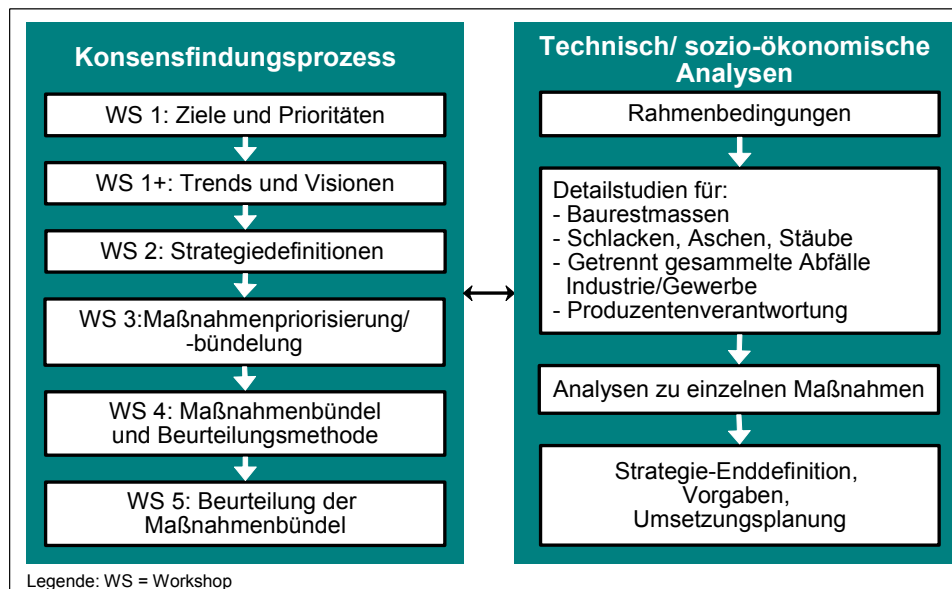 Konsensfindungsprozess
WS 1: Ziele und Prioritäten
WS 1+: Trends und Visionen
WS 2: Strategiedefinitionen
WS 3:Maßnahmenpriorisierung/
-bündelung
WS 4: Maßnahmenbündel
und Beurteilungsmethode
WS 5: Beurteilung der
Maßnahmenbündel
Technisch/ sozio-ökonomische
Analysen
Rahmenbedingungen
Detailstudien für:
- Baurestmassen
- Schlacken, Aschen, Stäube
- Getrennt gesammelte Abfälle
Industrie/Gewerbe
- Produzentenverantwortung
Analysen zu einzelnen Maßnahmen
Strategie-Enddefinition,
Vorgaben,
Umsetzungsplanung
Legende: WS = Workshop